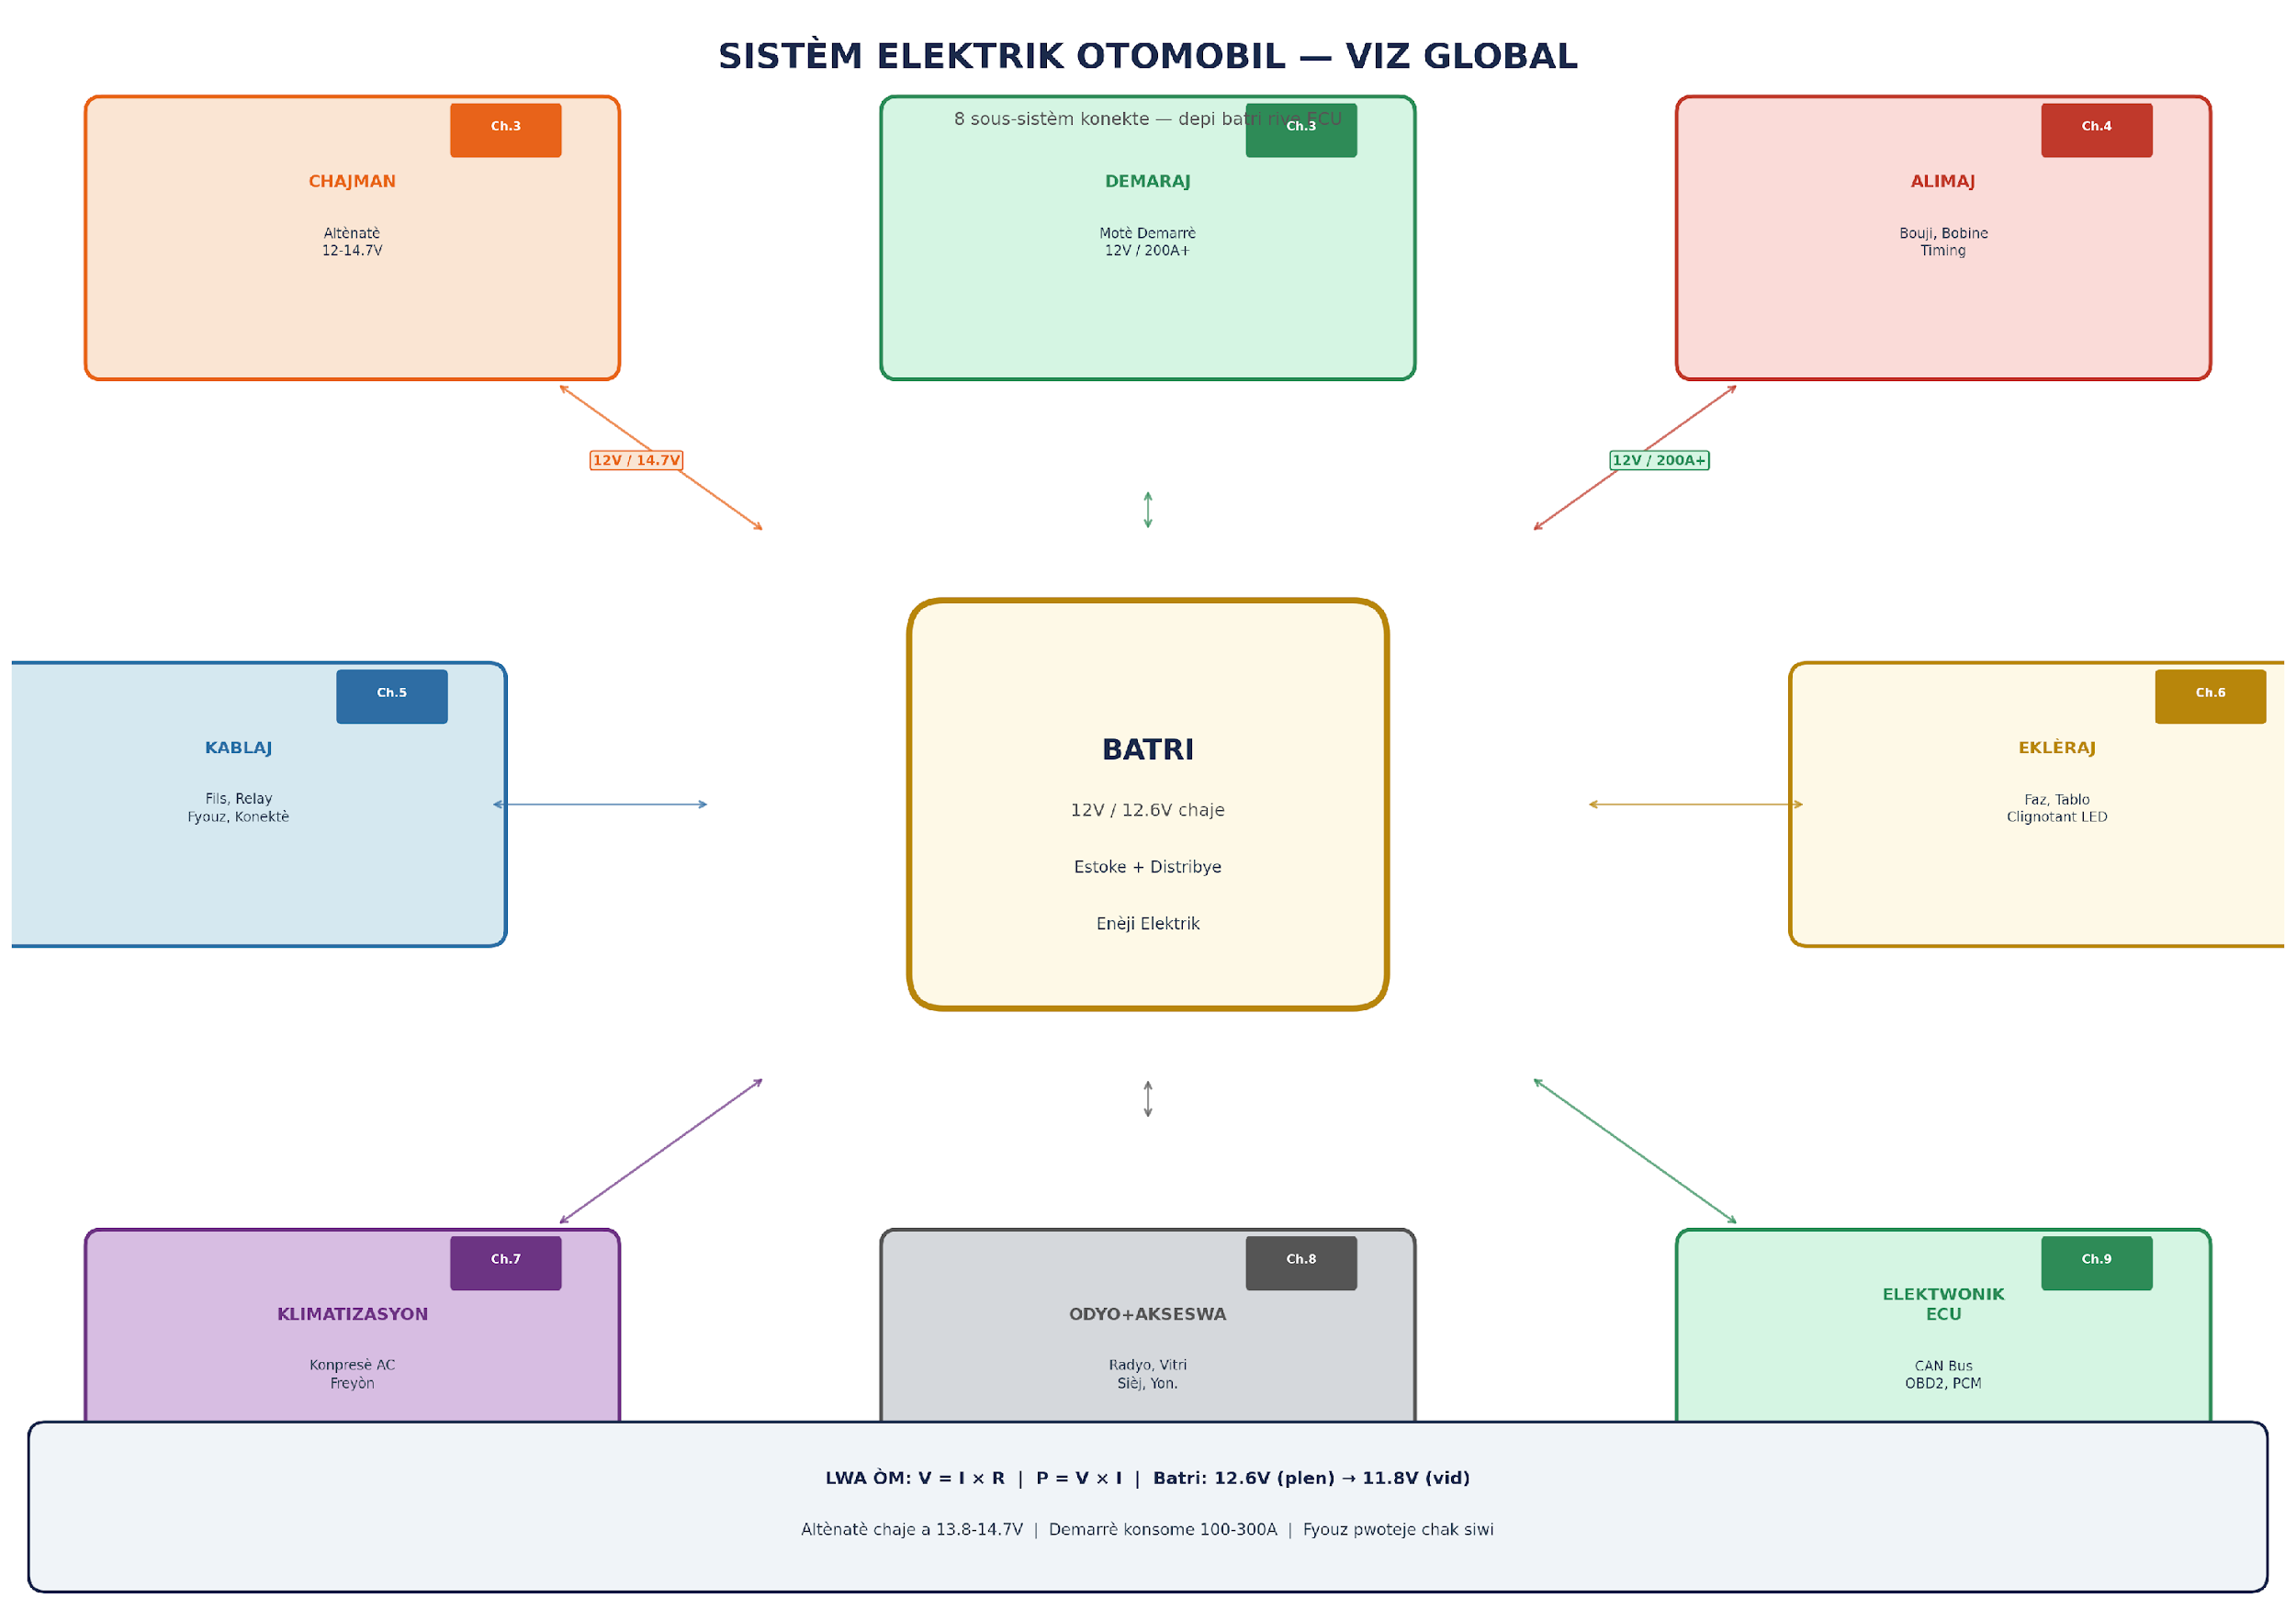 SISTÈM ELEKTRIK OTOMOBIL — VIZ GLOBAL
8 sous-sistèm konekte — depi batri rive ECU
Ch.3
CHAJMAN
Altènatè
12-14.7V
Ch.3
DEMARAJ
Motè Demarrè
12V / 200A+
Ch.4
ALIMAJ
Bouji, Bobine
Timing
12V / 14.7V
12V / 200A+
Ch.5
KABLAJ
Fils, Relay
Fyouz, Konektè
BATRI
12V / 12.6V chaje
Estoke + Distribye
Enèji Elektrik
Ch.6
EKLÈRAJ
Faz, Tablo
Clignotant LED
Ch.7
KLIMATIZASYON
Konpresè AC
Freyòn
Ch.8
ODYO+AKSESWA
Radyo, Vitri
Sièj, Yon.
Ch.9
ELEKTWONIK
ECU
CAN Bus
OBD2, PCM
LWA ÒM: V = I × R | P = V × I | Batri: 12.6V (plen) → 11.8V (vid)
Altènatè chaje a 13.8-14.7V | Demarrè konsome 100-300A | Fyouz pwoteje chak siwi